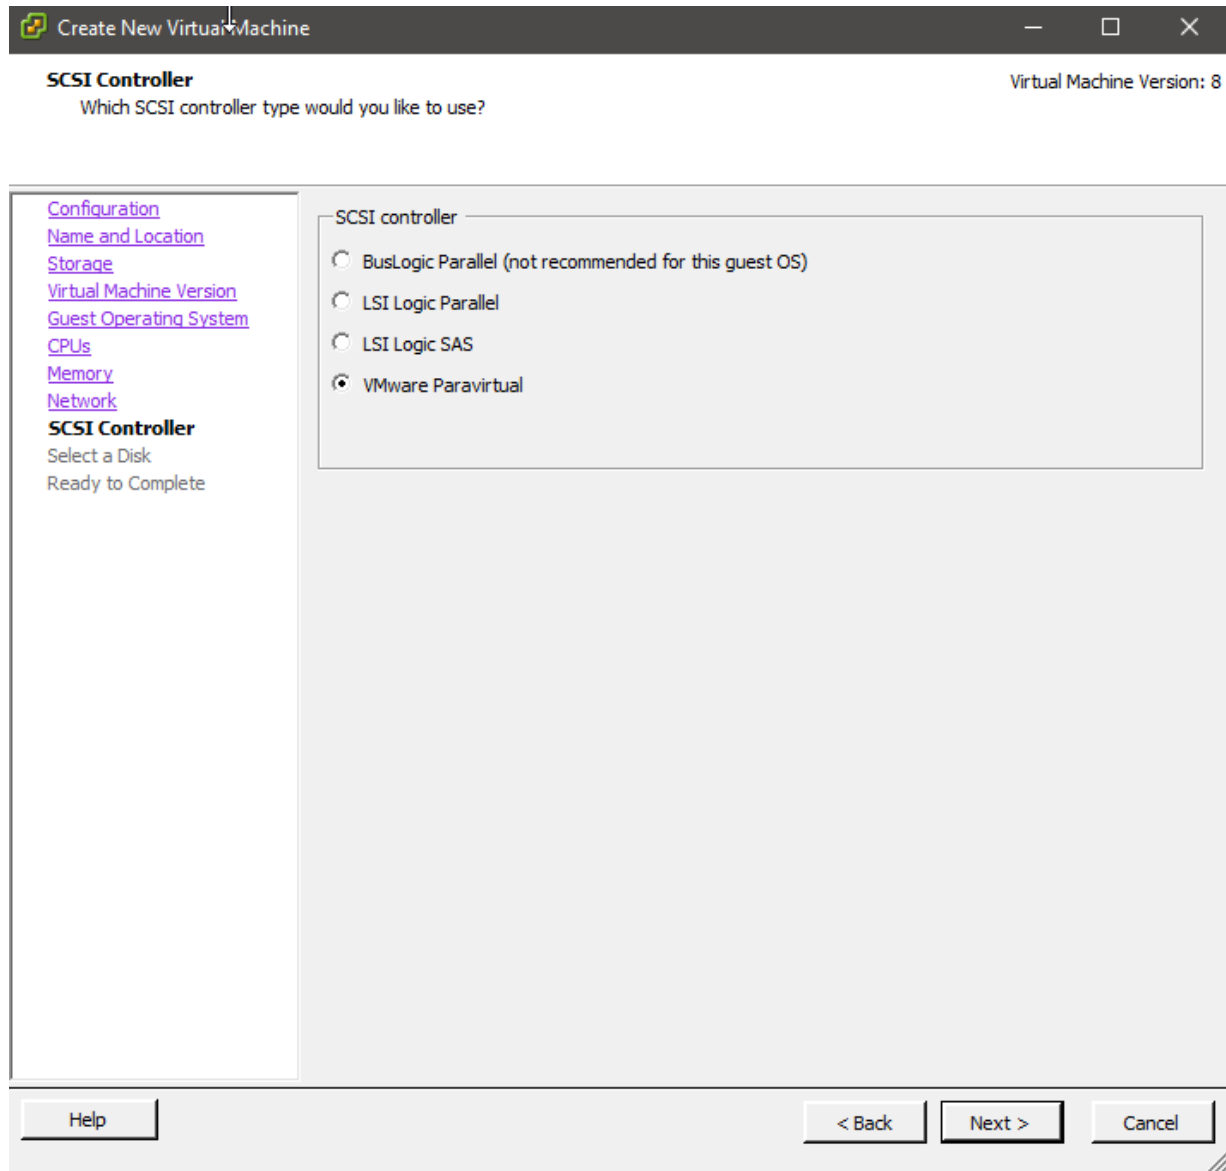 Create New Virtual Machine
SCSI Controller
Which SCSI controller type would you like to use?
Virtual Machine Version: 8
Configuration
Name and Location
Storage
Virtual Machine Version
Guest Operating System
CPUs
Memory
Network
SCSI Controller
Select a Disk
Ready to Complete
SCSI controller
BusLogic Parallel (not recommended for this guest OS)
LSI Logic Parallel
LSI Logic SAS
VMware Paravirtual
Help
< Back
Next >
Cancel